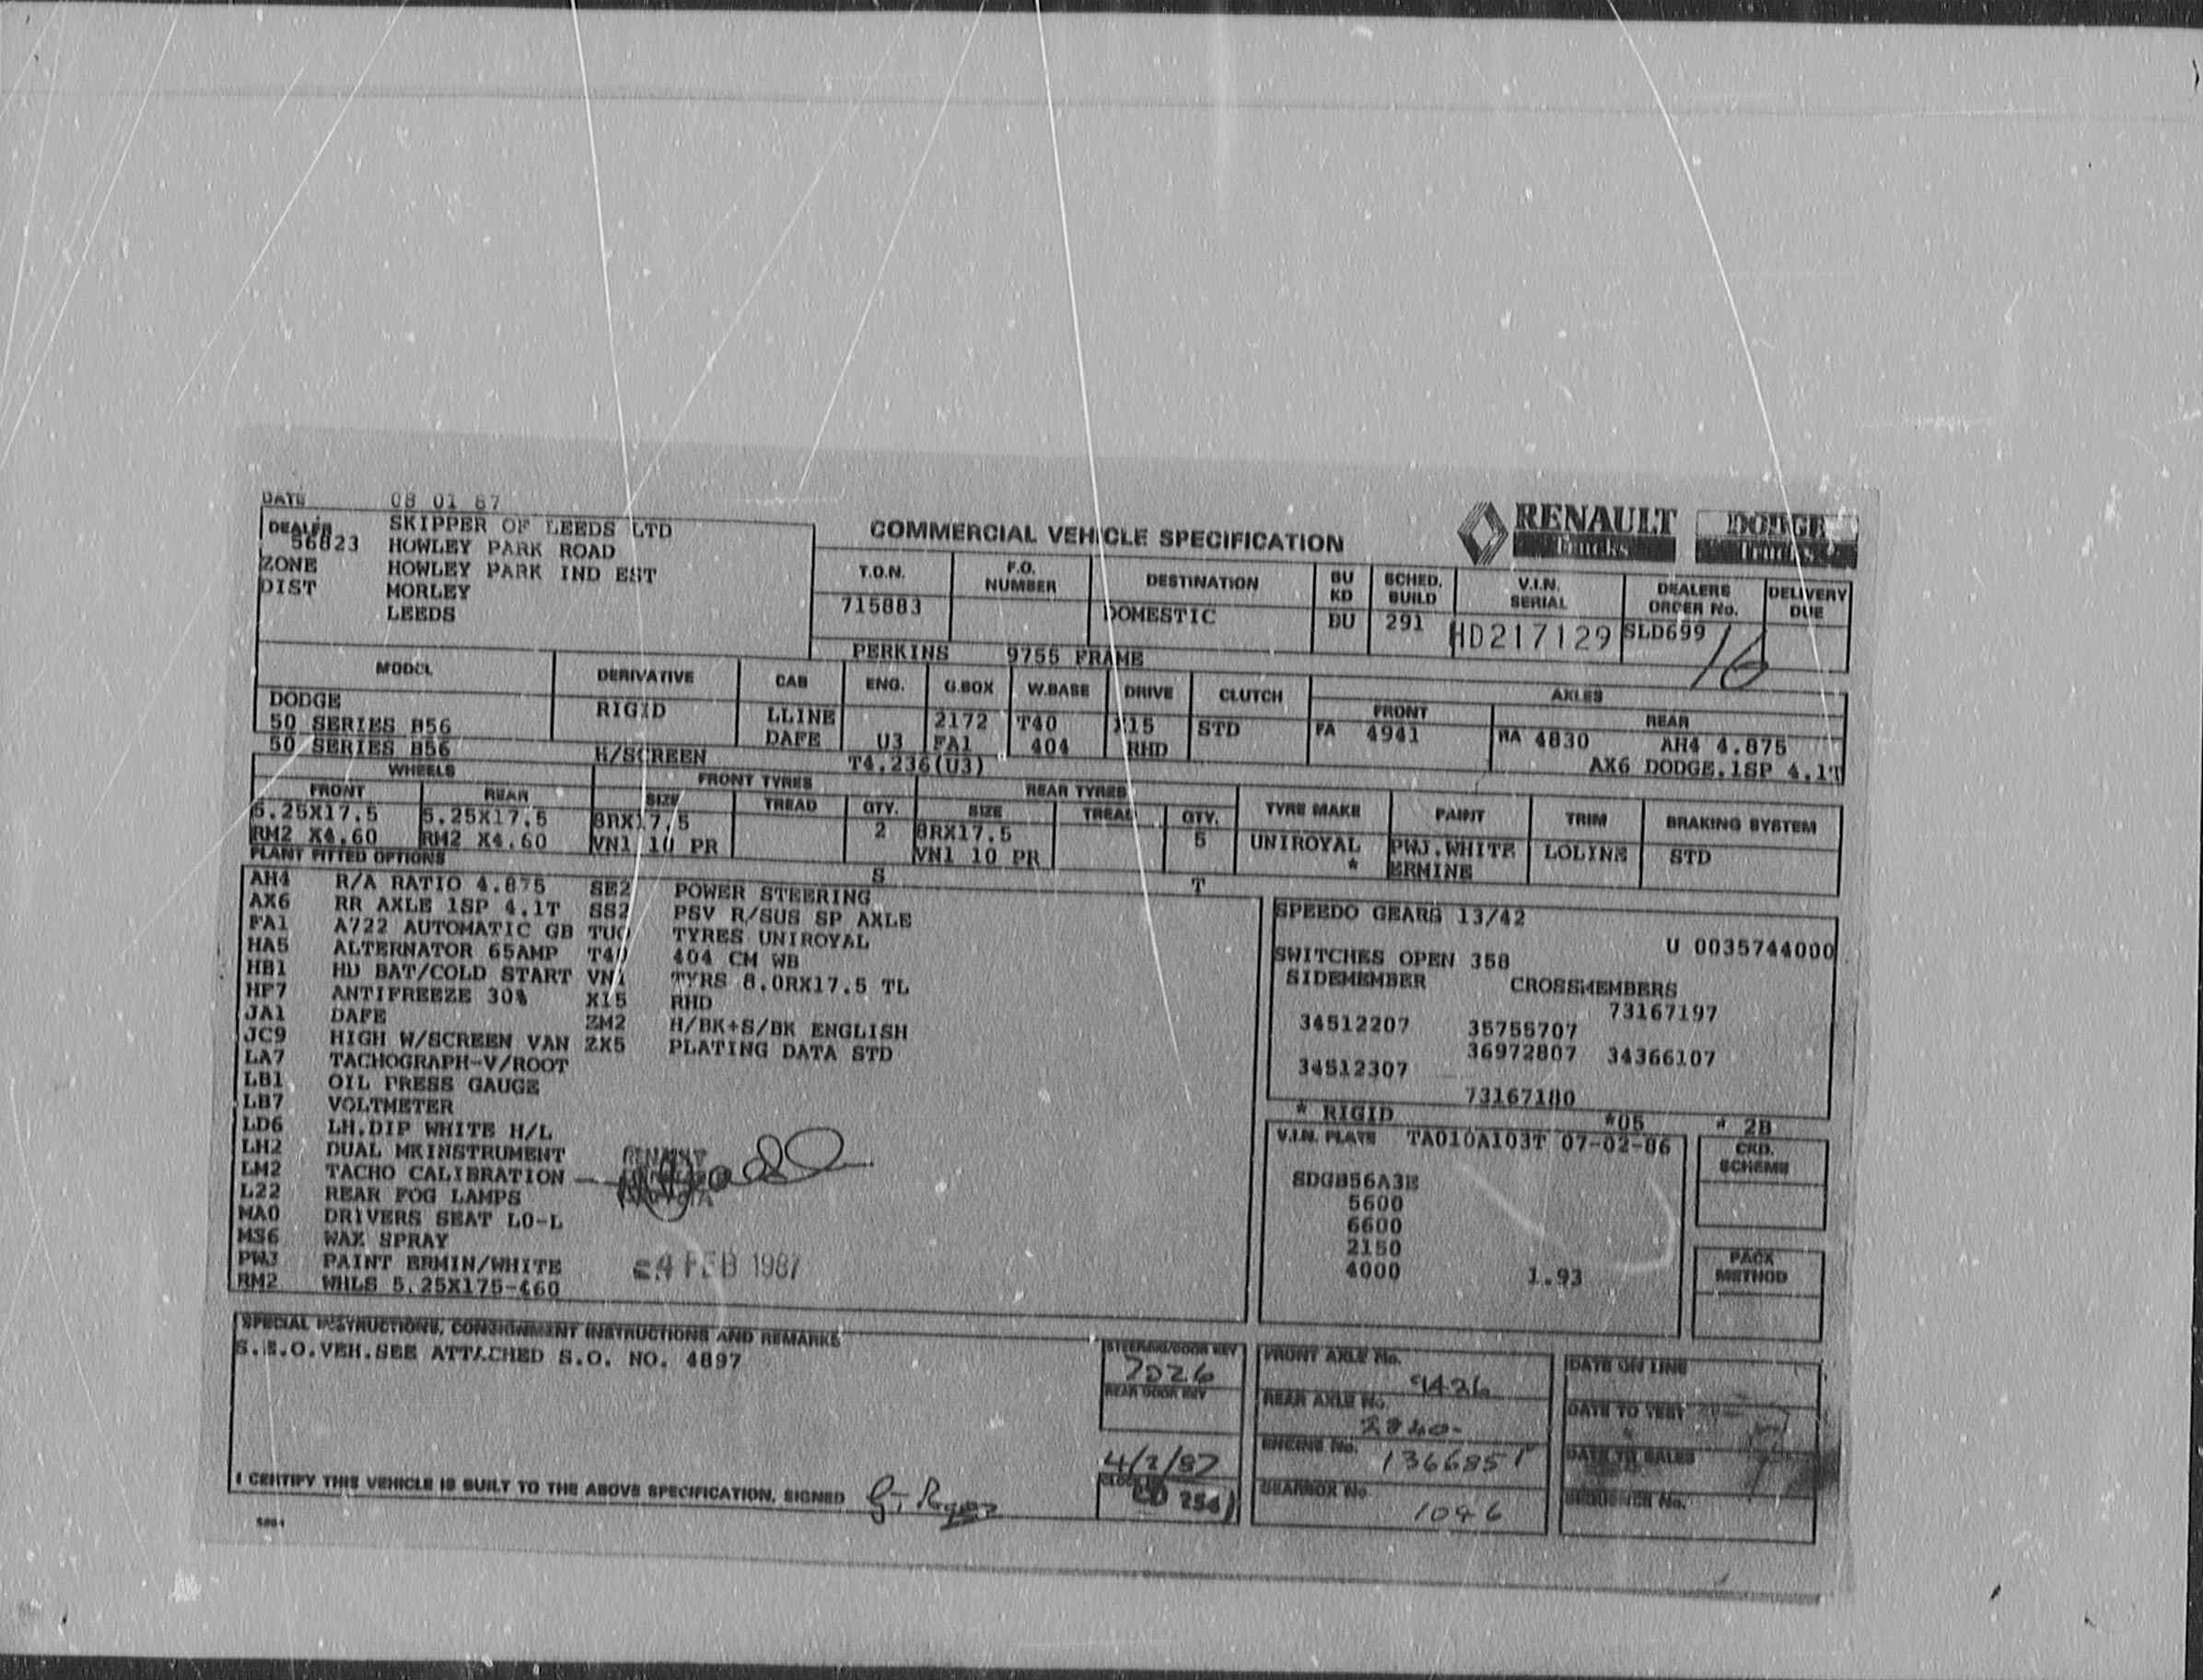 DATE 08 01 87
DEALER SKIPPER OF LEEDS LTD
56823 HOWLEY PARK ROAD
ZONE HOWLEY PARK IND EST
DIST MORLEY
LEEDS
COMMERCIAL VEHICLE SPECIFICATION
RENAULT Trucks DODGE Trucks
T.O.N. F.O. NUMBER DESTINATION BU KD SCHED. BUILD V.I.N. SERIAL DEALERS ORDER No. DELIVERY DUE
715883 DOMESTIC BU 291 HD217129 SLD699 16
PERKINS 9755 FRAME
MODEL DERIVATIVE CAB ENG. G.BOX W.BASE DRIVE CLUTCH AXLES
FRONT REAR
DODGE RIGID LLINE 2172 T40 X15 STD FA 4941 RA 4830 AH4 4.875
50 SERIES B56 DAFE U3 FA1 404 RHD
50 SERIES B56 H/SCREEN T4.236(U3) AX6 DODGE.1SP 4.1T
WHEELS FRONT TYRES REAR TYRES
FRONT REAR SIZE TREAD QTY. SIZE TREAD QTY. TYRE MAKE PAINT TRIM BRAKING SYSTEM
5.25X17.5 5.25X17.5 8RX17.5 2 8RX17.5 5 UNIROYAL PWJ.WHITE LOLINE STD
RM2 X4.60 RM2 X4.60 VN1 10 PR VN1 10 PR * ERMINE
PLANT FITTED OPTIONS S T
AH4 R/A RATIO 4.875 SE2 POWER STEERING
AX6 RR AXLE 1SP 4.1T SS2 PSV R/SUS SP AXLE
FA1 A722 AUTOMATIC GB TUO TYRES UNIROYAL
HA5 ALTERNATOR 65AMP T40 404 CM WB
HB1 HD BAT/COLD START VN1 TYRS 8.0RX17.5 TL
HF7 ANTIFREEZE 30% X15 RHD
JA1 DAFE ZM2 H/BK+S/BK ENGLISH
JC9 HIGH W/SCREEN VAN ZX5 PLATING DATA STD
LA7 TACHOGRAPH-V/ROOT
LB1 OIL PRESS GAUGE
LB7 VOLTMETER
LD6 LH.DIP WHITE H/L
LH2 DUAL MKINSTRUMENT
LM2 TACHO CALIBRATION
L22 REAR FOG LAMPS
MA0 DRIVERS SEAT LO-L
MS6 WAX SPRAY
PWJ PAINT ERMIN/WHITE
RM2 WHLS 5.25X175-460
RENAULT
4 FEB 1987
SPEEDO GEARS 13/42
U 0035744000
SWITCHES OPEN 358
SIDEMEMBER CROSSMEMBERS
73167197
34512207 35755707
36972807 34366107
34512307
73167180
* RIGID *05 * 2B
V.I.N. PLATE TA010A103T 07-02-86
SDGB56A3E
5600
6600
2150
4000 1.93
CKD. SCHEME
PACK METHOD
SPECIAL INSTRUCTIONS, CONSIGNMENT INSTRUCTIONS AND REMARKS
S.E.O.VEH.SEE ATTACHED S.O. NO. 4897
STEERING/DOOR KEY
7026
REAR DOOR KEY
4/2/87
FRONT AXLE No. 9426
REAR AXLE No.
ENGINE No.
GEARBOX No. 1046
DATE ON LINE
DATE TO TEST
DATE TO SALES
SEQUENCE No.
I CERTIFY THIS VEHICLE IS BUILT TO THE ABOVE SPECIFICATION, SIGNED